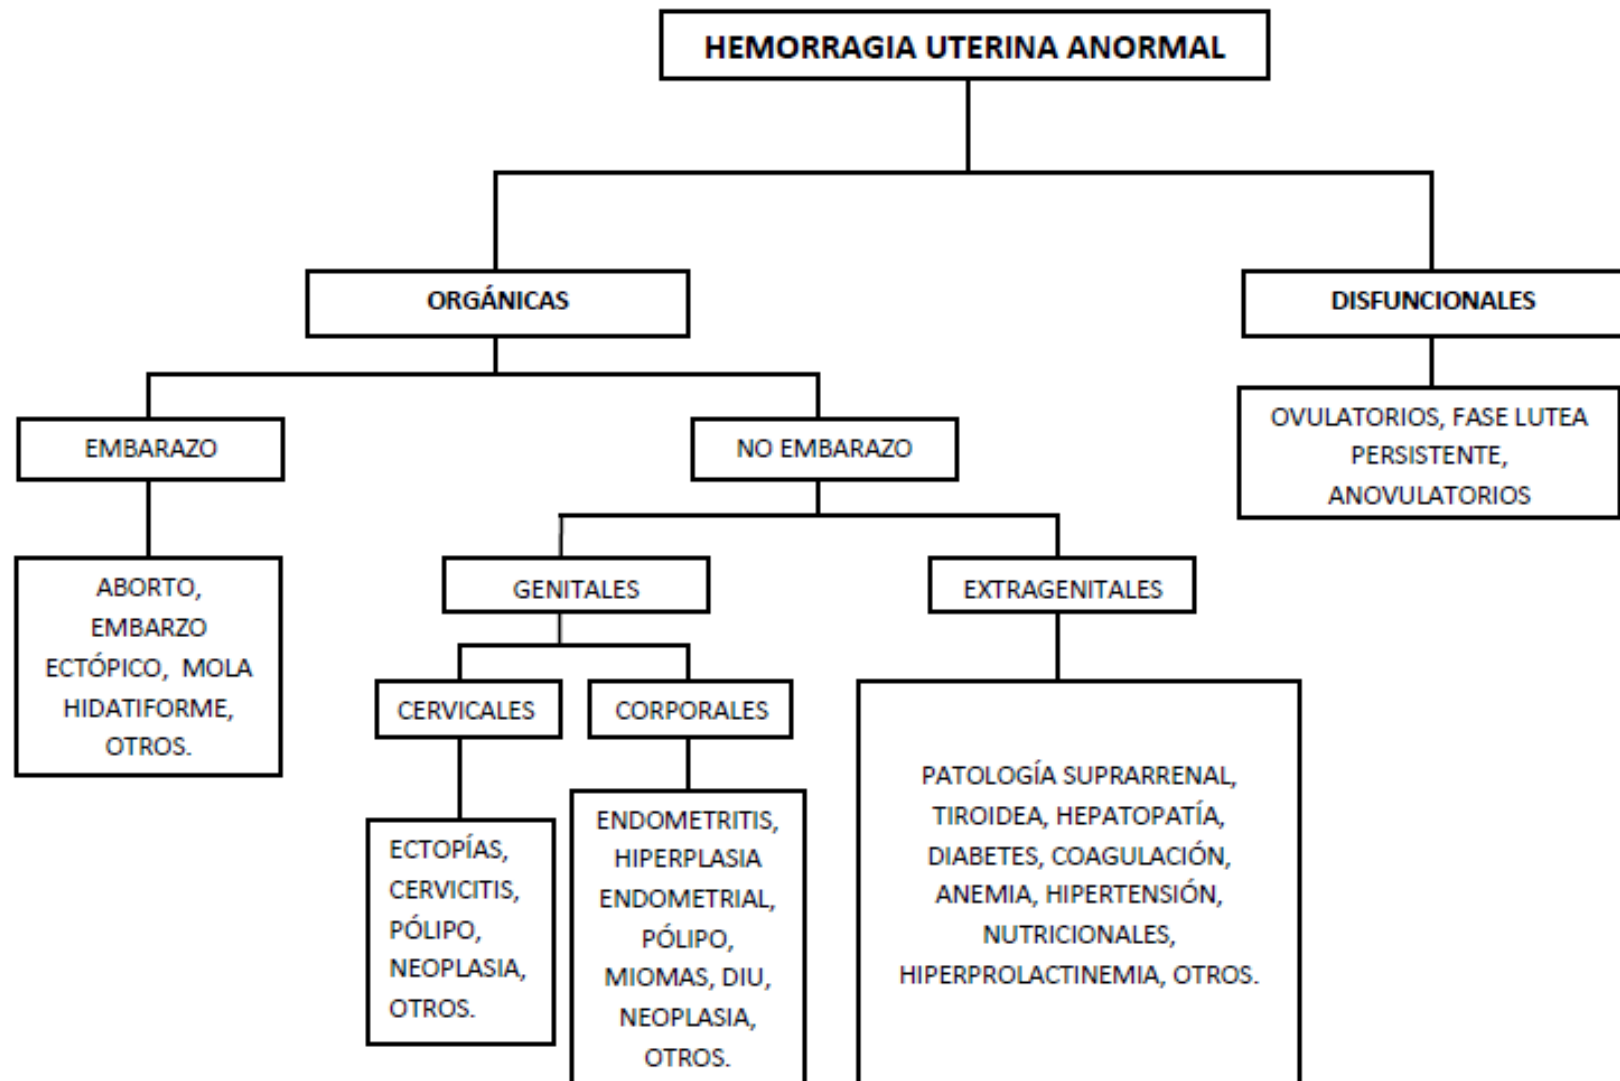 HEMORRAGIA UTERINA ANORMAL
ORGÁNICAS
DISFUNCIONALES
EMBARAZO
NO EMBARAZO
OVULATORIOS, FASE LUTEA
PERSISTENTE,
ANOVULATORIOS
ABORTO,
EMBARZO
ECTÓPICO, MOLA
HIDATIFORME,
OTROS.
GENITALES
EXTRAGENITALES
CERVICALES
CORPORALES
ECTOPÍAS,
CERVICITIS,
PÓLIPO,
NEOPLASIA,
OTROS.
ENDOMETRITIS,
HIPERPLASIA
ENDOMETRIAL,
PÓLIPO,
MIOMAS, DIU,
NEOPLASIA,
OTROS.
PATOLOGÍA SUPRARRENAL,
TIROIDEA, HEPATOPATÍA,
DIABETES, COAGULACIÓN,
ANEMIA, HIPERTENSIÓN,
NUTRICIONALES,
HIPERPROLACTINEMIA, OTROS.